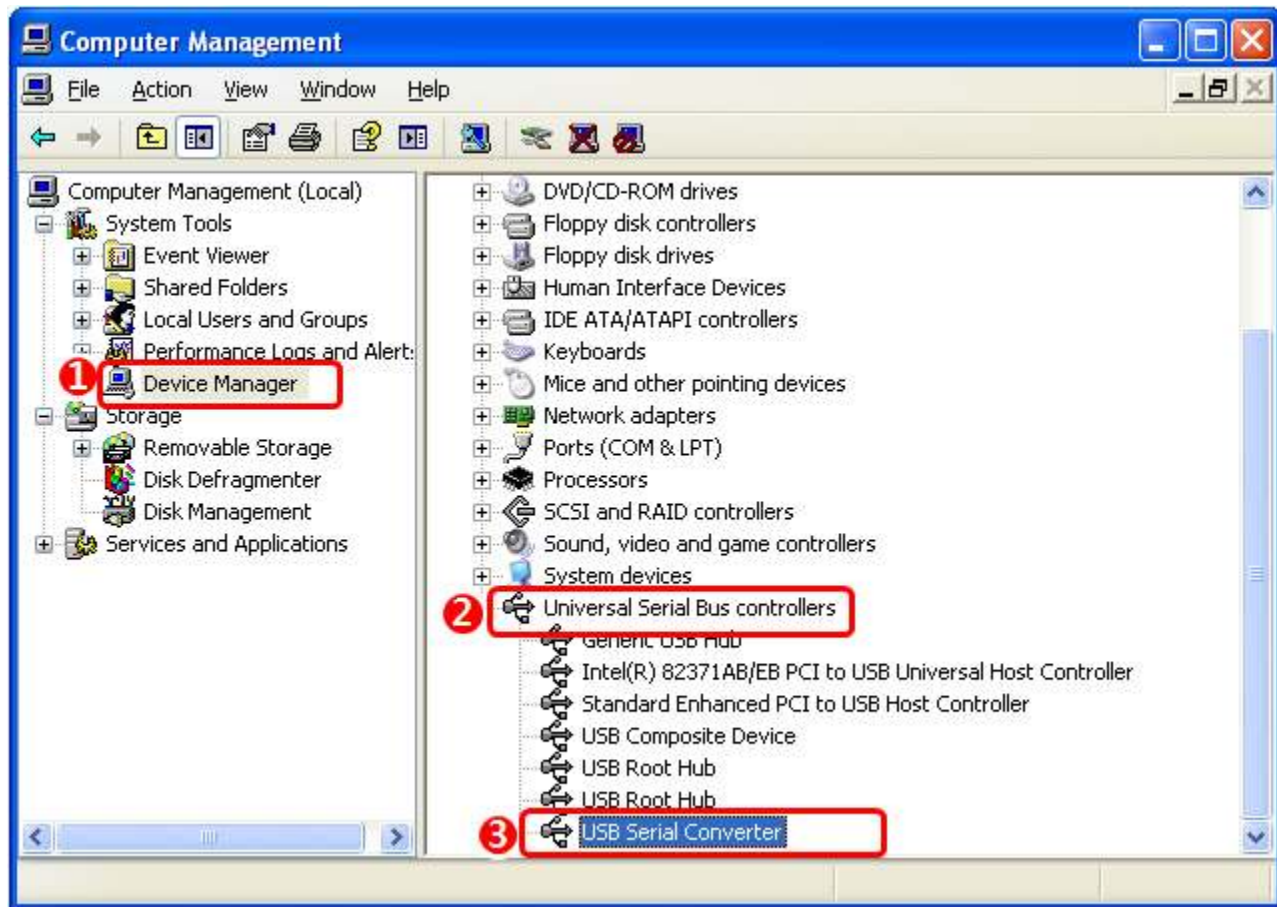 Computer Management
File Action View Window Help
Computer Management (Local)
System Tools
Event Viewer
Shared Folders
Local Users and Groups
Performance Logs and Alert:
1
Device Manager
Storage
Removable Storage
Disk Defragmenter
Disk Management
Services and Applications
DVD/CD-ROM drives
Floppy disk controllers
Floppy disk drives
Human Interface Devices
IDE ATA/ATAPI controllers
Keyboards
Mice and other pointing devices
Network adapters
Ports (COM & LPT)
Processors
SCSI and RAID controllers
Sound, video and game controllers
System devices
2
Universal Serial Bus controllers
Generic USB Hub
Intel(R) 82371AB/EB PCI to USB Universal Host Controller
Standard Enhanced PCI to USB Host Controller
USB Composite Device
USB Root Hub
USB Root Hub
3
USB Serial Converter